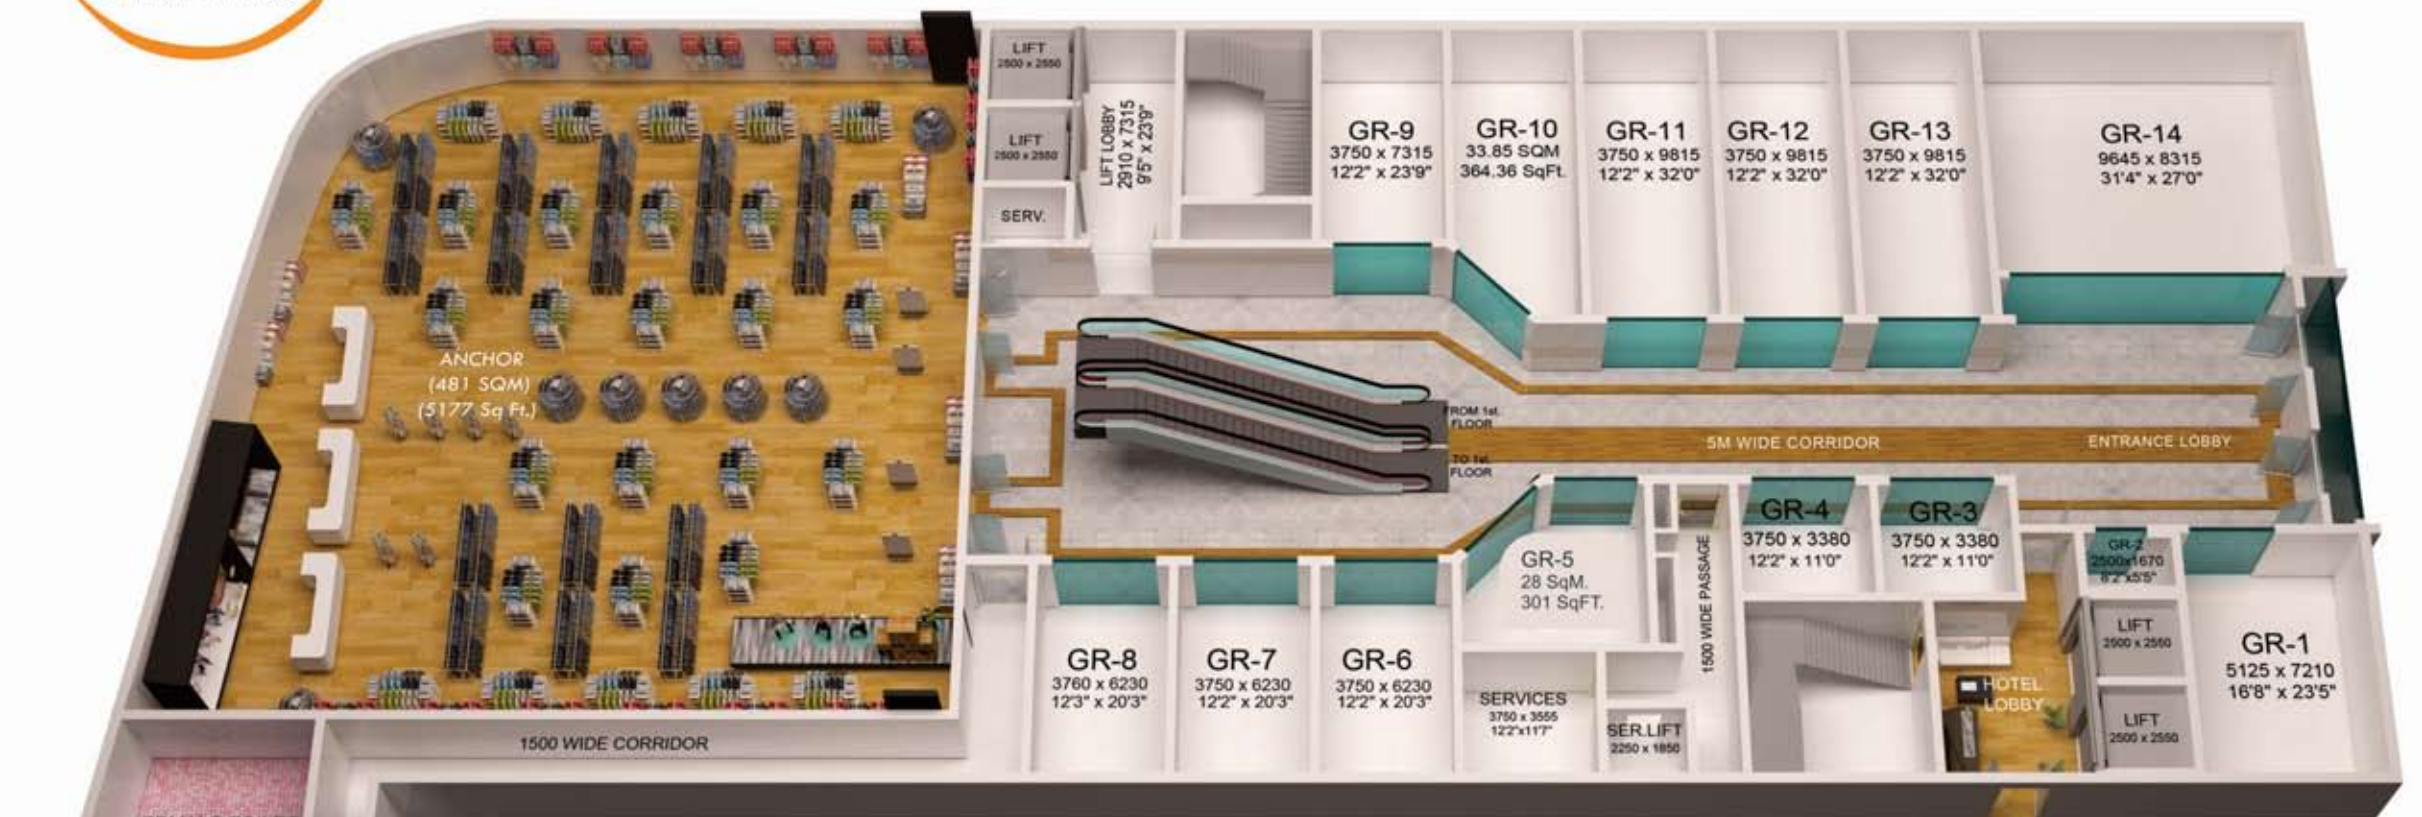 LIFT
2500 x 2550
LIFT
2500 x 2550
SERV.
LIFT LOBBY
2910 x 7315
9'5" x 23'9"
GR-9
3750 x 7315
12'2" x 23'9"
GR-10
33.85 SQM
364.36 SqFt.
GR-11
3750 x 9815
12'2" x 32'0"
GR-12
3750 x 9815
12'2" x 32'0"
GR-13
3750 x 9815
12'2" x 32'0"
GR-14
9645 x 8315
31'4" x 27'0"
ANCHOR
(481 SQM)
(5177 Sq Ft.)
FROM 1st.
FLOOR
TO 1st.
FLOOR
5M WIDE CORRIDOR
ENTRANCE LOBBY
GR-8
3760 x 6230
12'3" x 20'3"
GR-7
3750 x 6230
12'2" x 20'3"
GR-6
3750 x 6230
12'2" x 20'3"
GR-5
28 SqM.
301 SqFT.
SERVICES
3750 x 3555
12'2"x11'7"
SER.LIFT
2250 x 1850
1500 WIDE PASSAGE
GR-4
3750 x 3380
12'2" x 11'0"
GR-3
3750 x 3380
12'2" x 11'0"
GR-2
2500x1670
8'2"x5'5"
HOTEL
LOBBY
LIFT
2500 x 2550
LIFT
2500 x 2550
GR-1
5125 x 7210
16'8" x 23'5"
1500 WIDE CORRIDOR